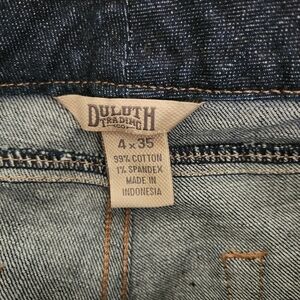 DULUTH
TRADING
CO
4 x 35
99% COTTON
1% SPANDEX
MADE IN
INDONESIA